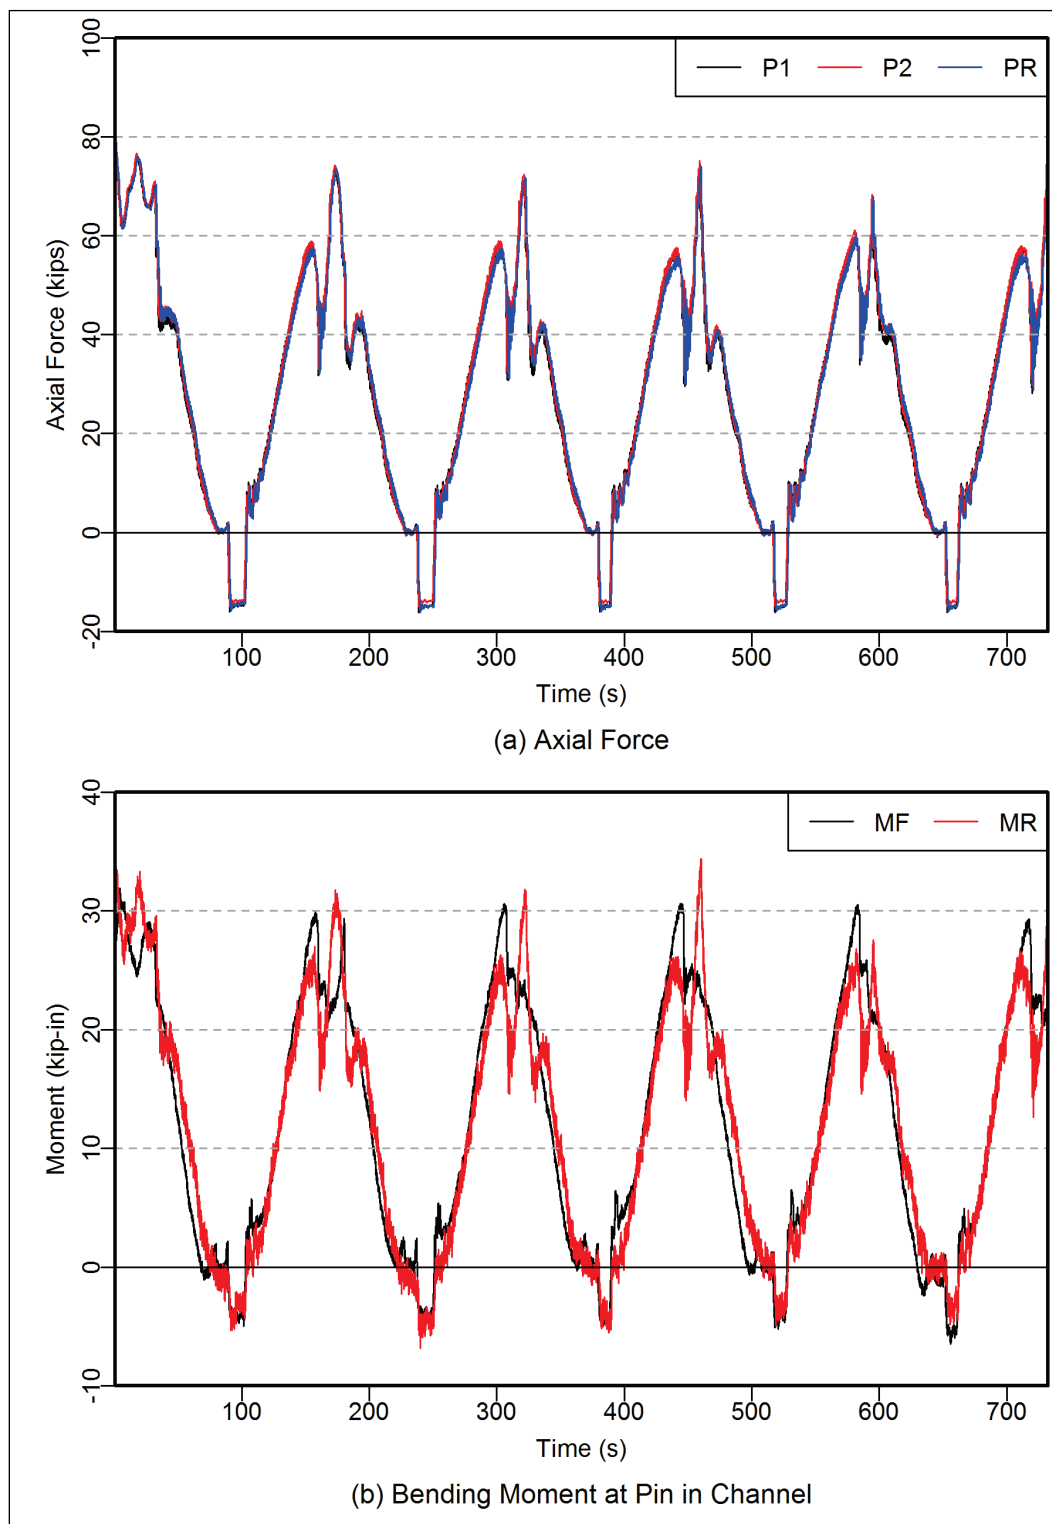 100
80
60
40
20
0
-20
Axial Force (kips)
P1 P2 PR
100 200 300 400 500 600 700
Time (s)
(a) Axial Force
40
30
20
10
0
-10
Moment (kip-in)
MF MR
100 200 300 400 500 600 700
Time (s)
(b) Bending Moment at Pin in Channel